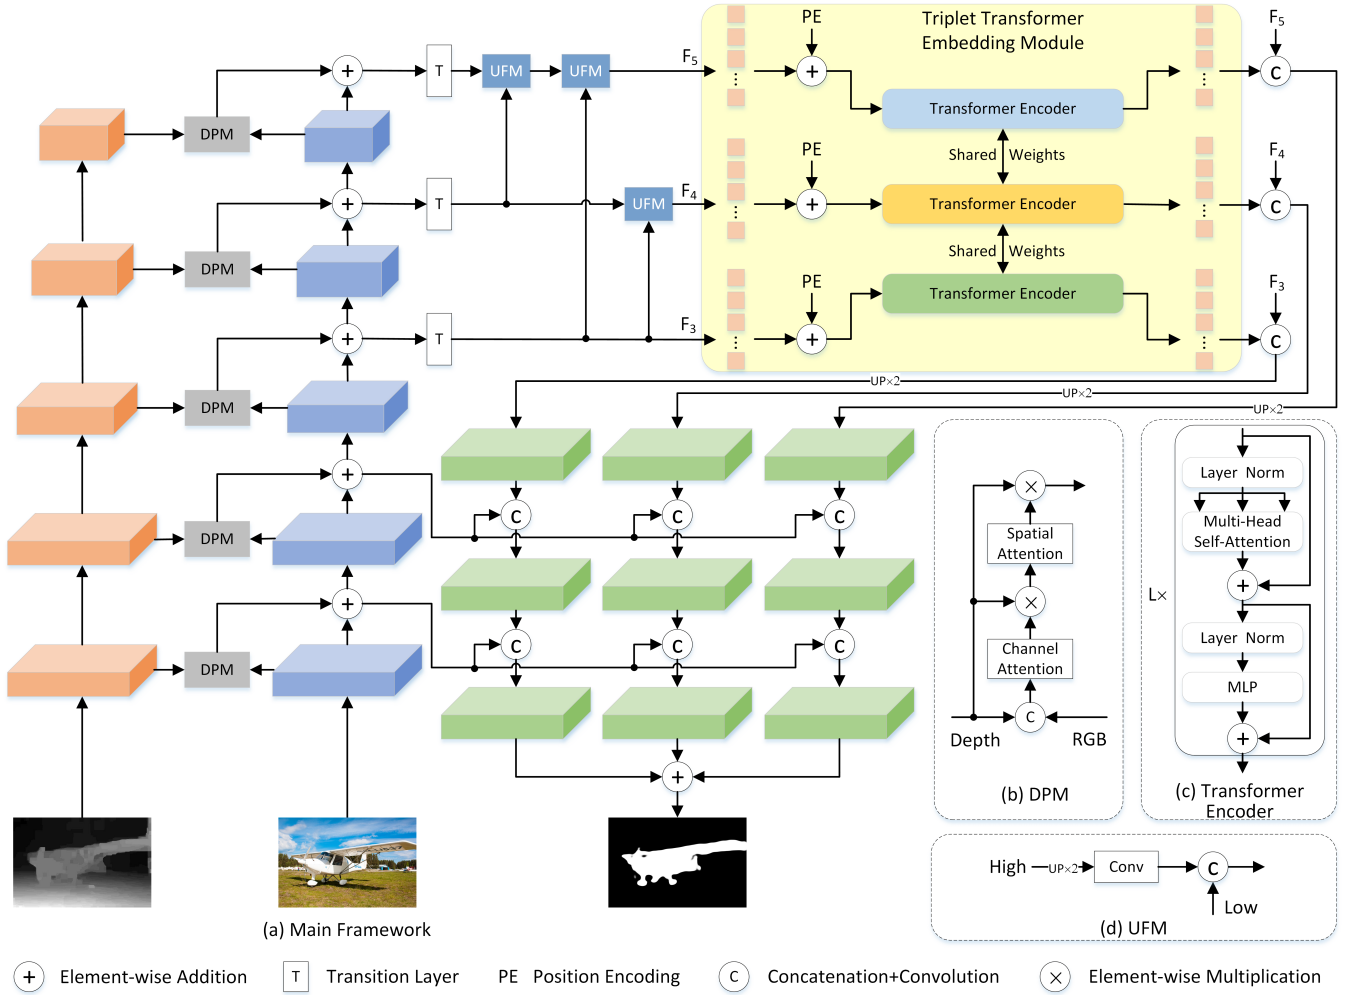 Triplet Transformer
Embedding Module
PE
F5
T
UFM
UFM
F5
C
Transformer Encoder
DPM
Shared Weights
PE
F4
T
UFM
F4
Transformer Encoder
C
DPM
Shared Weights
PE
F3
Transformer Encoder
T
F3
C
UP×2
UP×2
UP×2
DPM
Layer Norm
Multi-Head
Self-Attention
C
C
C
Spatial
Attention
DPM
L×
Layer Norm
C
C
C
Channel
Attention
DPM
MLP
C
Depth
RGB
(b) DPM
(c) Transformer
Encoder
High
UP×2
Conv
C
Low
(d) UFM
(a) Main Framework
+ Element-wise Addition
T Transition Layer
PE Position Encoding
C Concatenation+Convolution
× Element-wise Multiplication